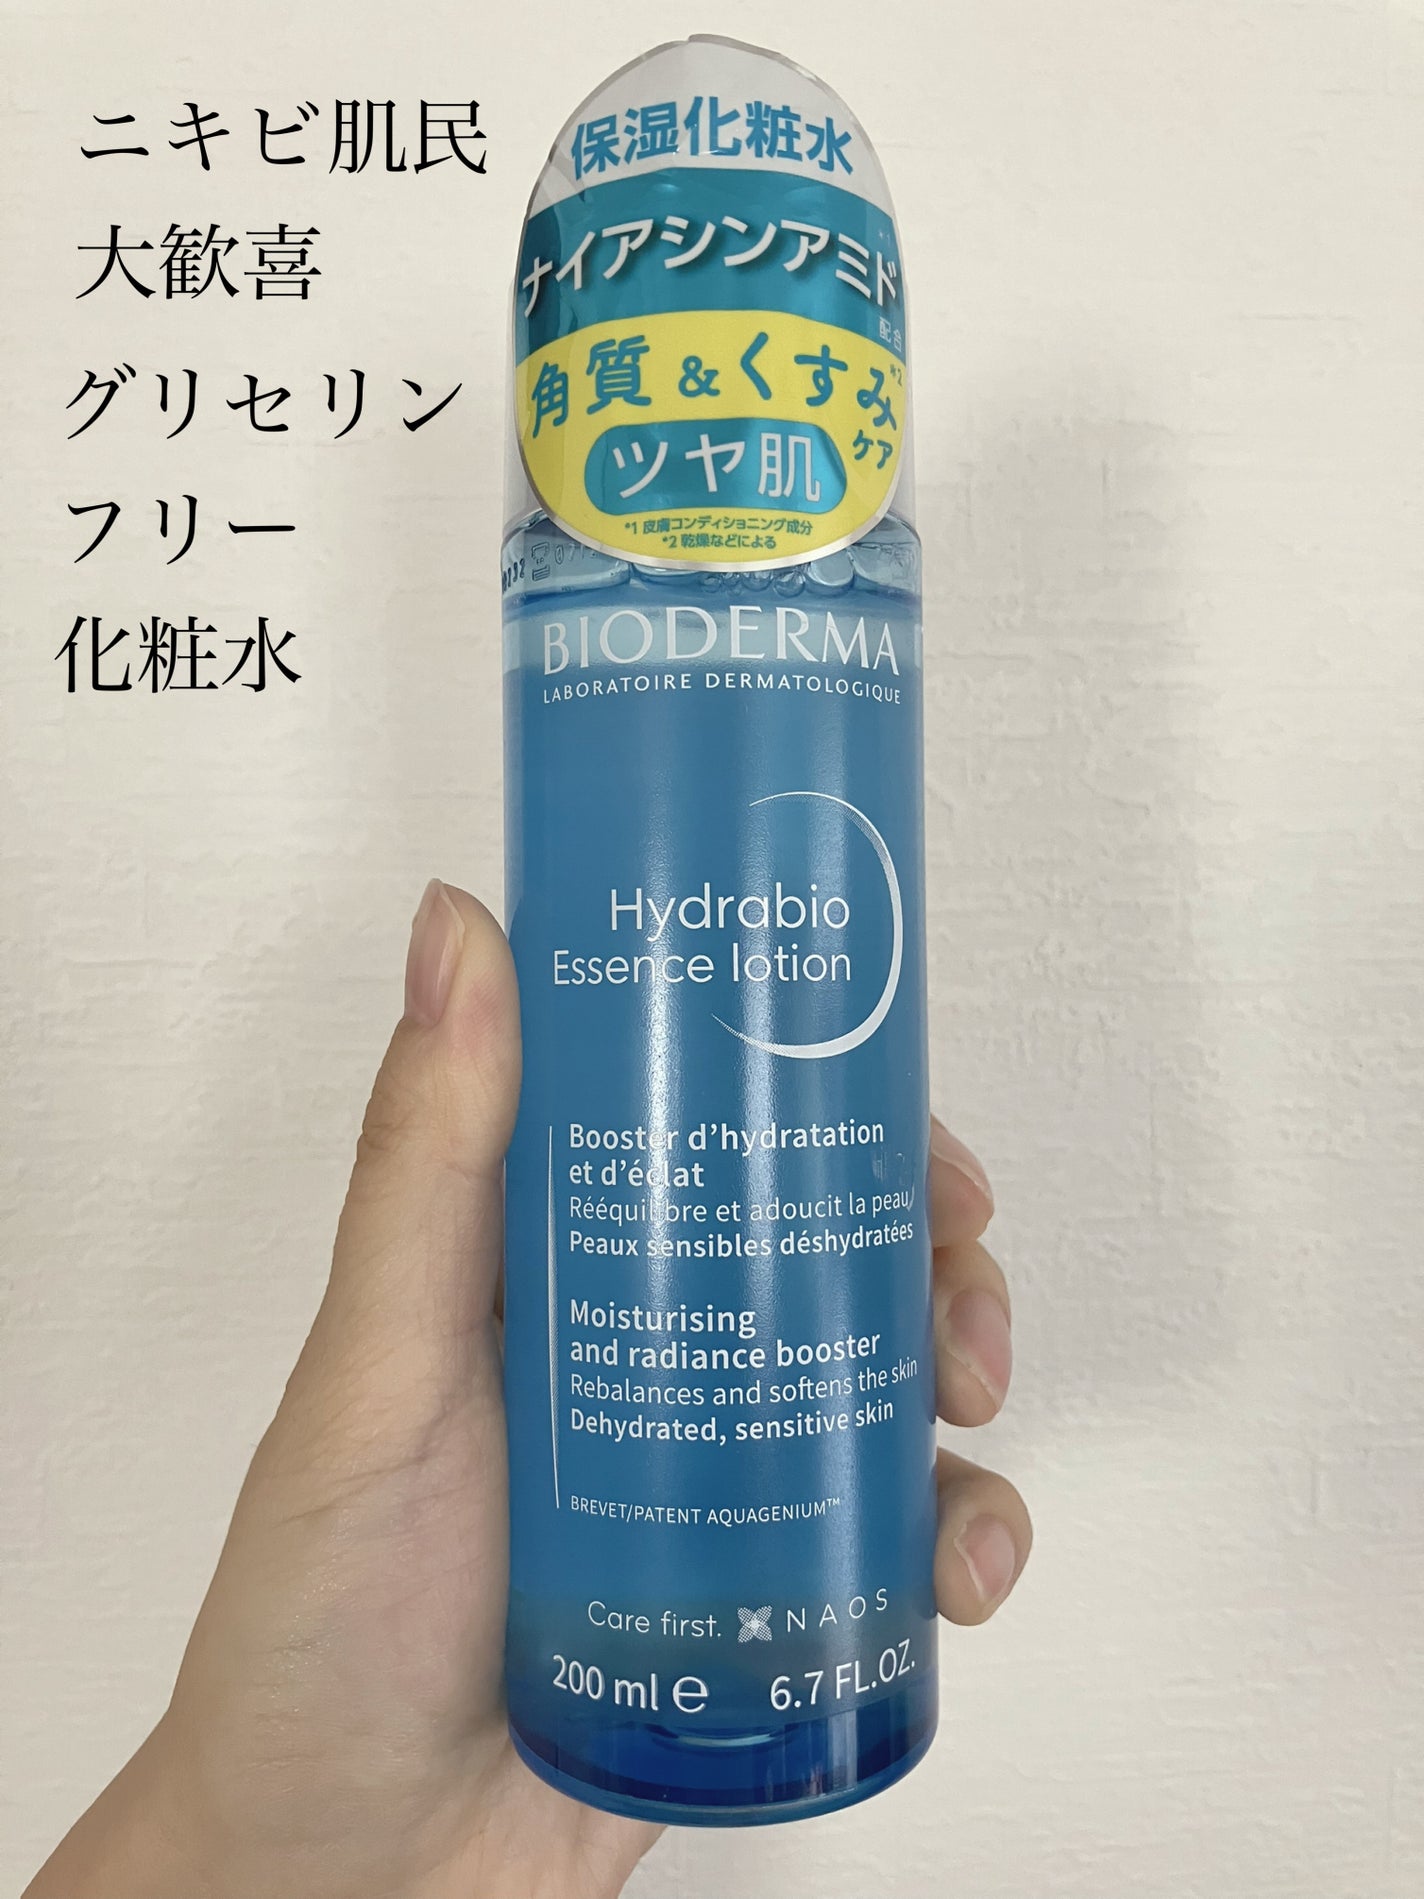 ニキビ肌民
大歓喜
グリセリン
フリー
化粧水
保湿化粧水
ナイアシンアミド*1
配合
角質&くすみ*2
ケア
ツヤ肌
*1 皮膚コンディショニング成分
*2 乾燥などによる
BIODERMA
LABORATOIRE DERMATOLOGIQUE
Hydrabio
Essence lotion
Booster d'hydratation
et d'éclat
Rééquilibre et adoucit la peau
Peaux sensibles déshydratées
Moisturising
and radiance booster
Rebalances and softens the skin
Dehydrated, sensitive skin
BREVET/PATENT AQUAGENIUM™
Care first. NAOS
200 ml ℮ 6.7 FL.OZ.